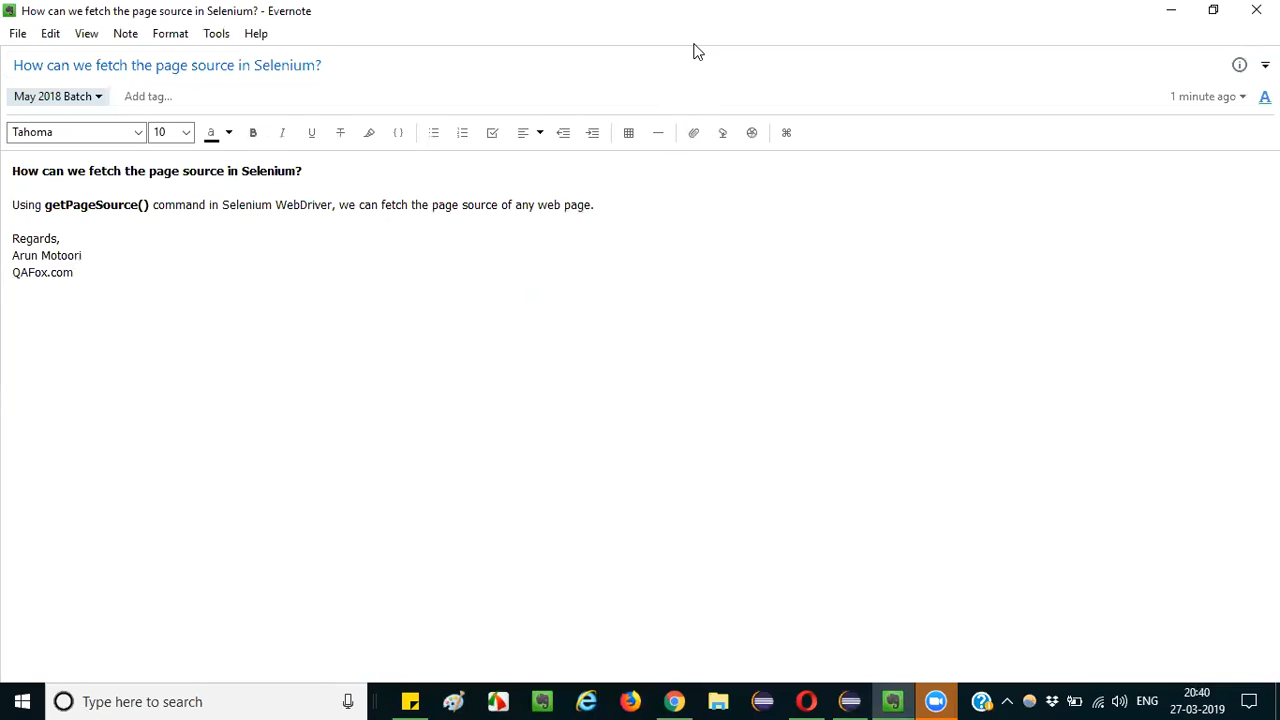 How can we fetch the page source in Selenium? - Evernote
File Edit View Note Format Tools Help
How can we fetch the page source in Selenium?
May 2018 Batch Add tag... 1 minute ago A
Tahoma 10 a B I U T
How can we fetch the page source in Selenium?
Using getPageSource() command in Selenium WebDriver, we can fetch the page source of any web page.
Regards,
Arun Motoori
QAFox.com
Type here to search ENG 20:40
27-03-2019